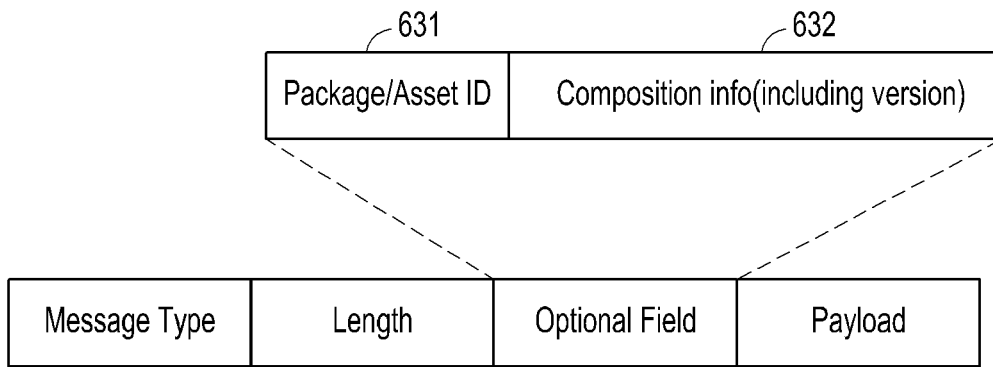 631 632
Package/Asset ID Composition info(including version)
Message Type Length Optional Field Payload